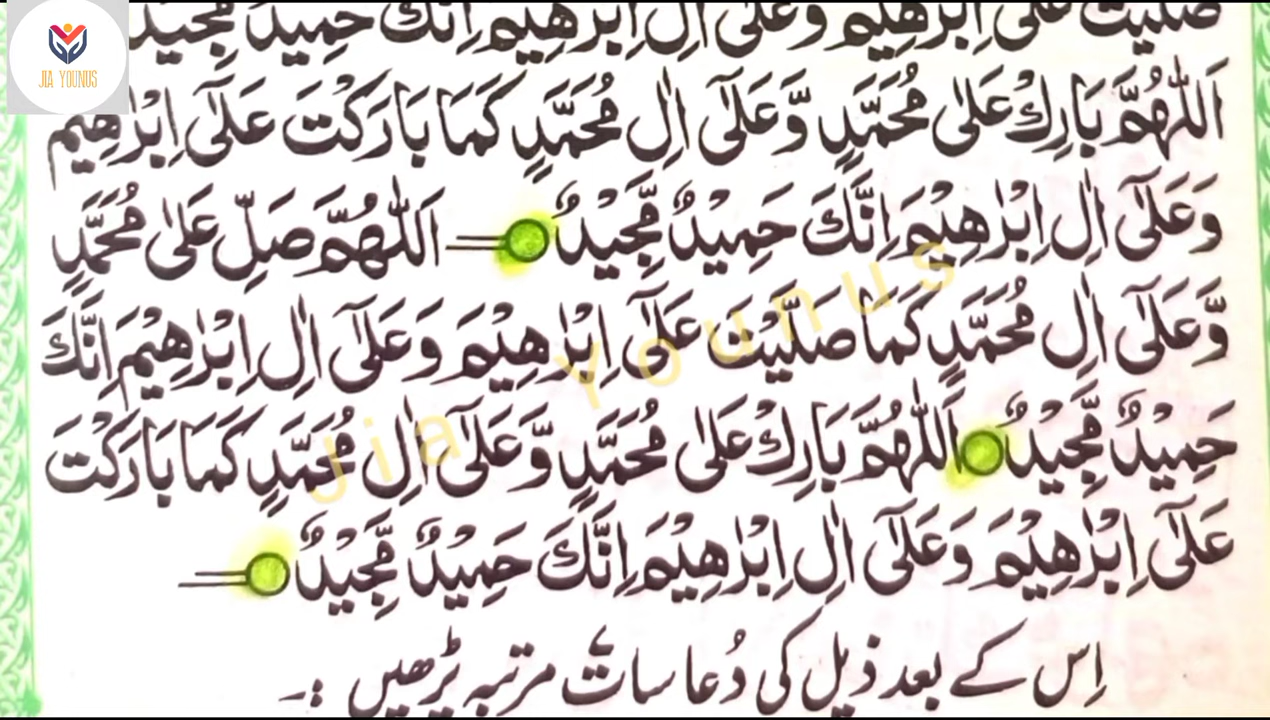 JIA YOUNUS
صَلَّيْتَ عَلٰٓى اِبْرٰهِيْمَ وَعَلٰٓى اٰلِ اِبْرٰهِيْمَ اِنَّكَ حَمِيْدٌ مَّجِيْدٌ
اَللّٰهُمَّ بَارِكْ عَلٰى مُحَمَّدٍ وَّعَلٰٓى اٰلِ مُحَمَّدٍ كَمَا بَارَكْتَ عَلٰٓى اِبْرٰهِيْمَ
وَعَلٰٓى اٰلِ اِبْرٰهِيْمَ اِنَّكَ حَمِيْدٌ مَّجِيْدٌ ○ = اَللّٰهُمَّ صَلِّ عَلٰى مُحَمَّدٍ
وَّعَلٰٓى اٰلِ مُحَمَّدٍ كَمَا صَلَّيْتَ عَلٰٓى اِبْرٰهِيْمَ وَعَلٰٓى اٰلِ اِبْرٰهِيْمَ اِنَّكَ
حَمِيْدٌ مَّجِيْدٌ ○ اَللّٰهُمَّ بَارِكْ عَلٰى مُحَمَّدٍ وَّعَلٰٓى اٰلِ مُحَمَّدٍ كَمَا بَارَكْتَ
عَلٰٓى اِبْرٰهِيْمَ وَعَلٰٓى اٰلِ اِبْرٰهِيْمَ اِنَّكَ حَمِيْدٌ مَّجِيْدٌ ○ =
اِس کے بعد ذیل کی دُعا سات مرتبہ پڑھیں :-
Jia Younus